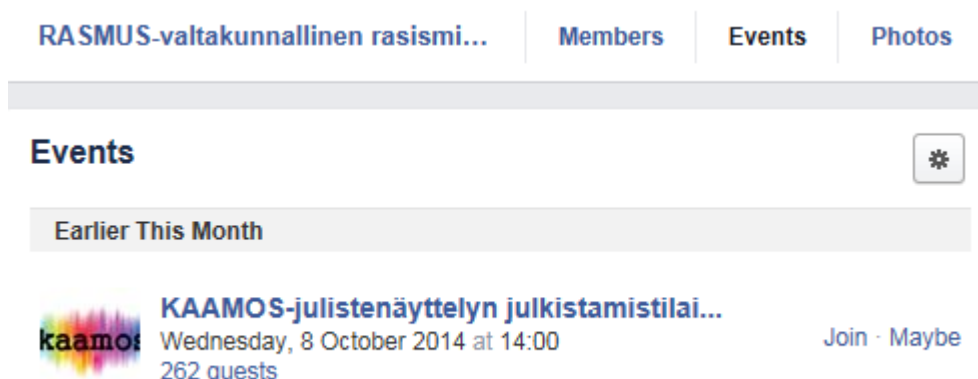 RASMUS-valtakunnallinen rasismi... Members Events Photos
Events
Earlier This Month
KAAMOS-julistenäyttelyn julkistamistilai...
kaamos Wednesday, 8 October 2014 at 14:00 Join · Maybe
262 guests